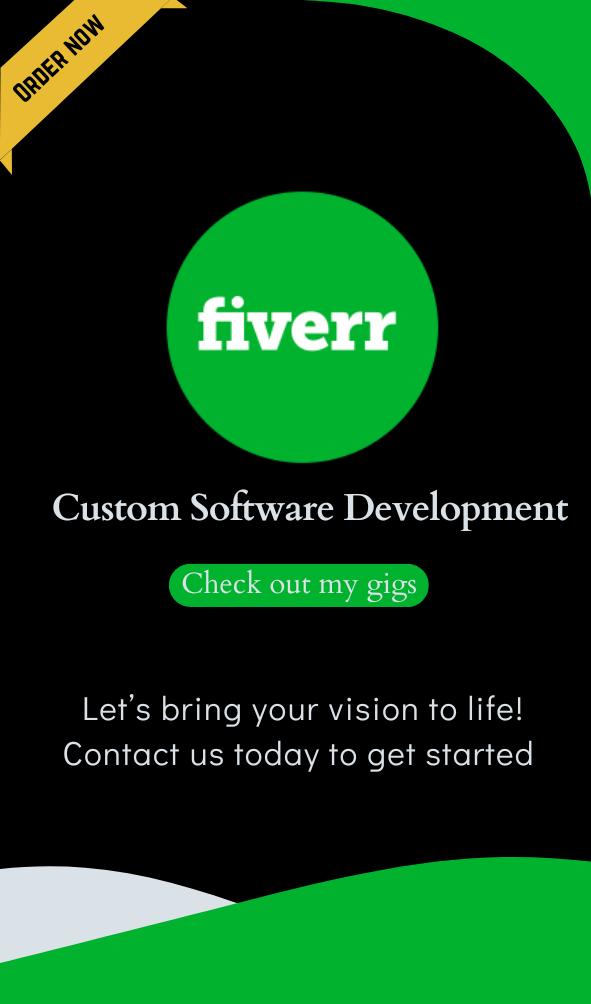 ORDER NOW
fiverr
Custom Software Development
Check out my gigs
Let’s bring your vision to life!
Contact us today to get started